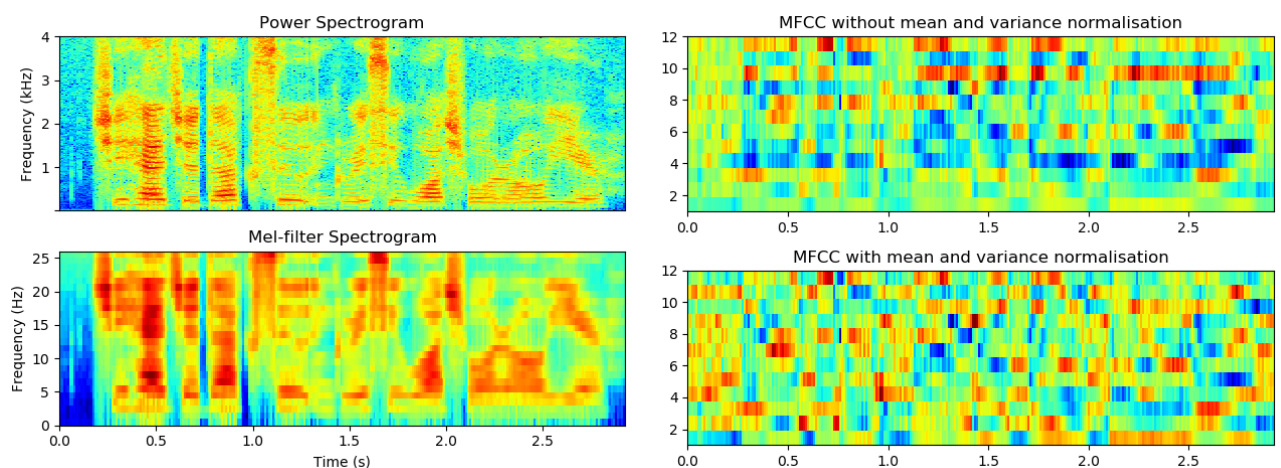 Power Spectrogram
4
3
2
1
Frequency (kHz)
Mel-filter Spectrogram
25
20
15
10
5
0
Frequency (Hz)
0.0 0.5 1.0 1.5 2.0 2.5
Time (s)
MFCC without mean and variance normalisation
12
10
8
6
4
2
0.0 0.5 1.0 1.5 2.0 2.5
MFCC with mean and variance normalisation
12
10
8
6
4
2
0.0 0.5 1.0 1.5 2.0 2.5